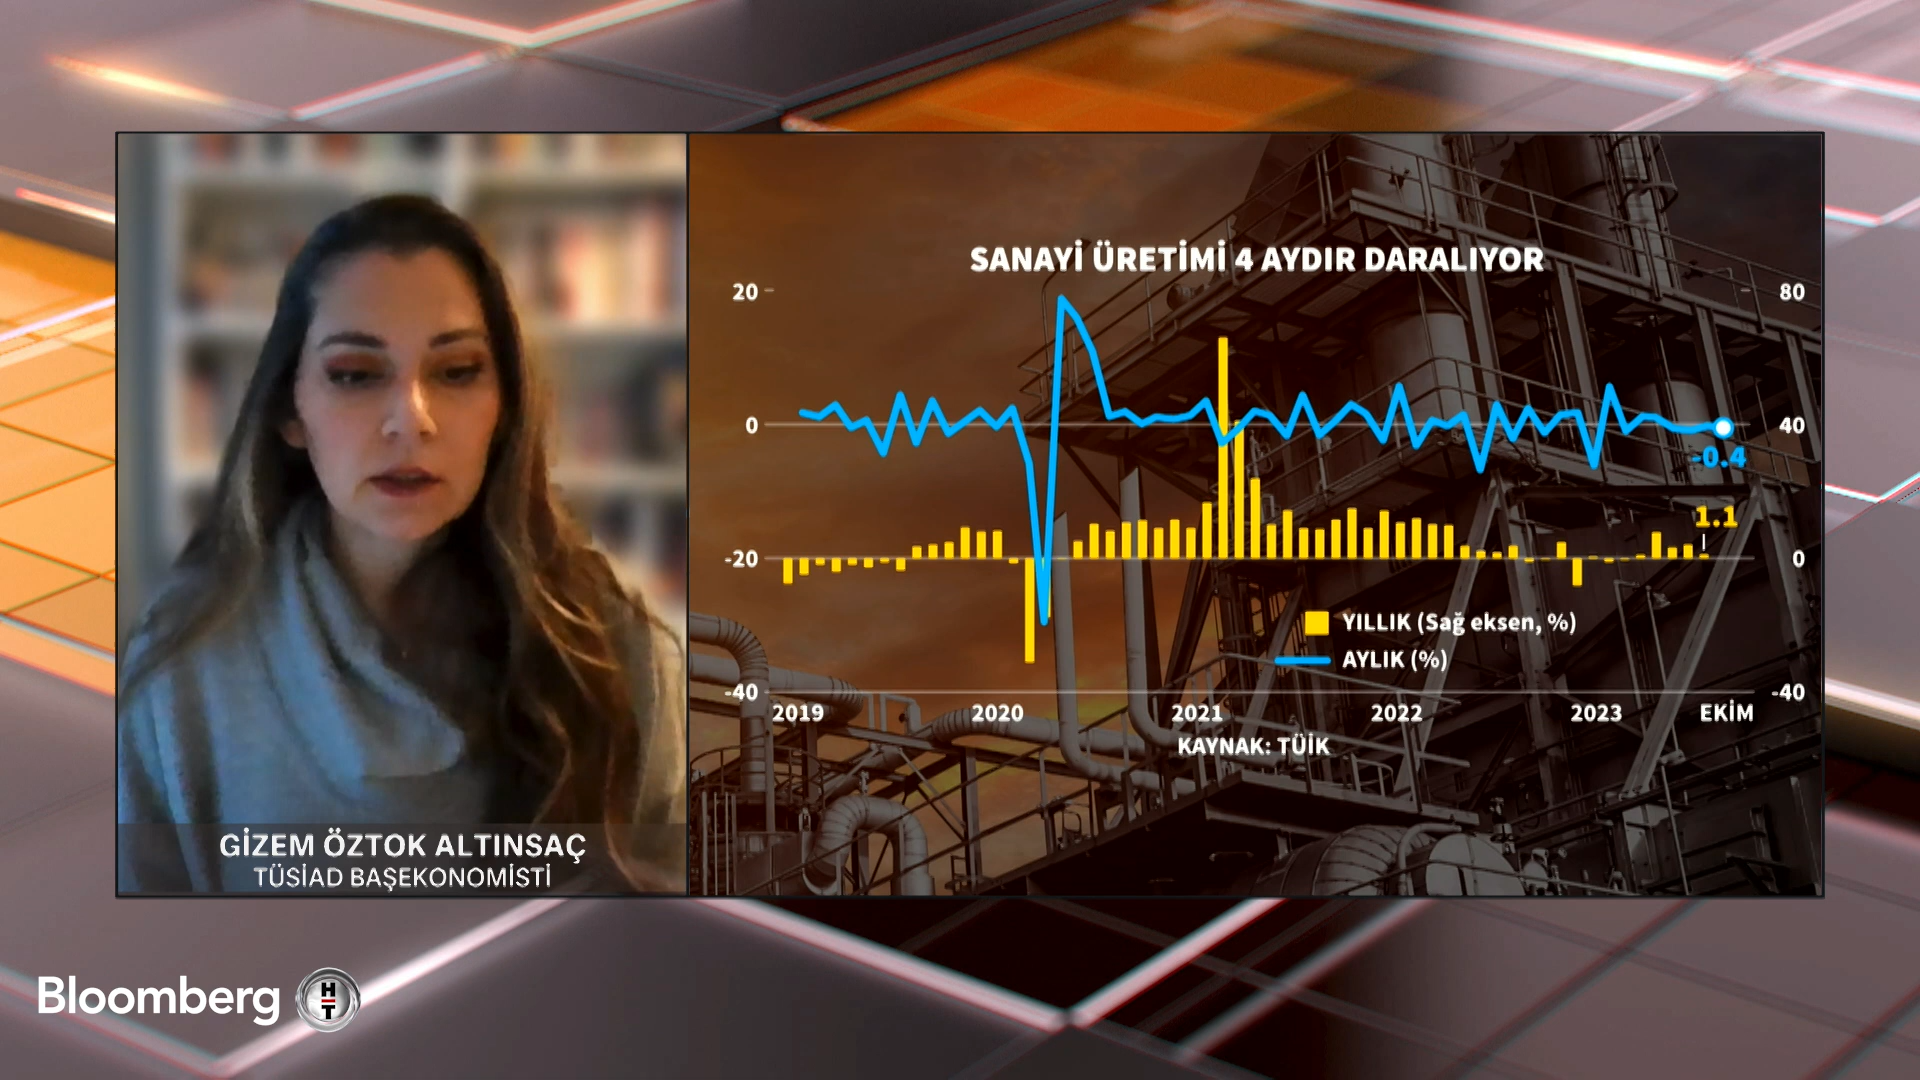 SANAYİ ÜRETİMİ 4 AYDIR DARALIYOR
20
80
0
40
-0.4
1.1
-20
0
YILLIK (Sağ eksen, %)
AYLIK (%)
-40
-40
2019
2020
2021
2022
2023
EKİM
KAYNAK: TÜİK
GİZEM ÖZTOK ALTINSAÇ
TÜSİAD BAŞEKONOMİSTİ
Bloomberg HT